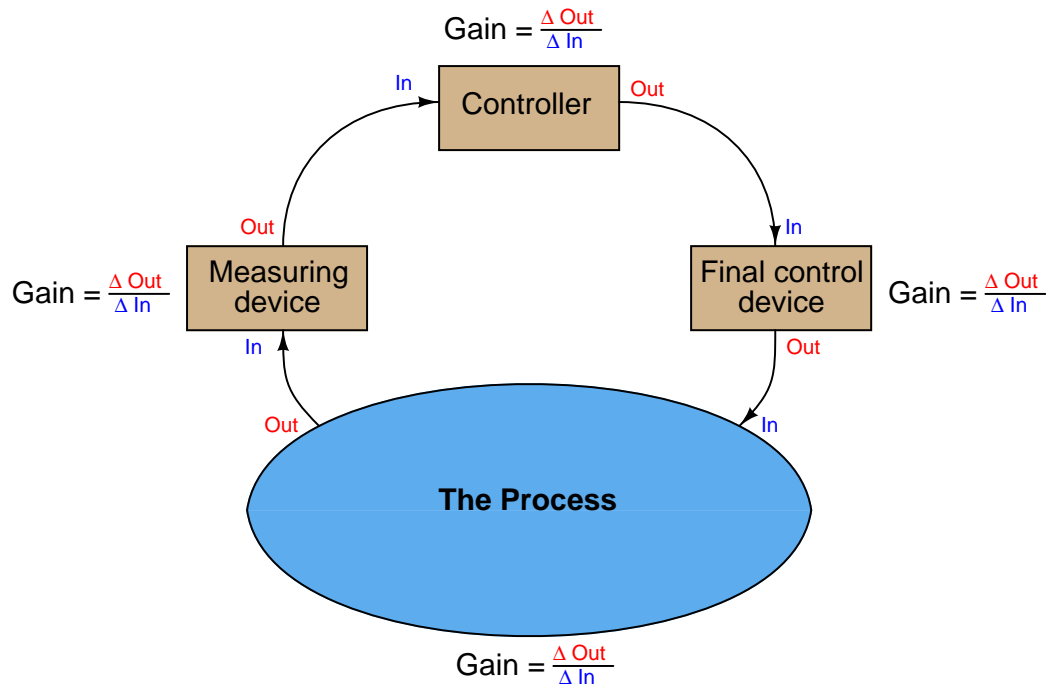 Gain = Δ Out
Δ In
In
Controller
Out
Out
In
Gain = Δ Out
Δ In
Measuring
device
Final control
device
Gain = Δ Out
Δ In
In
Out
Out
In
The Process
Gain = Δ Out
Δ In